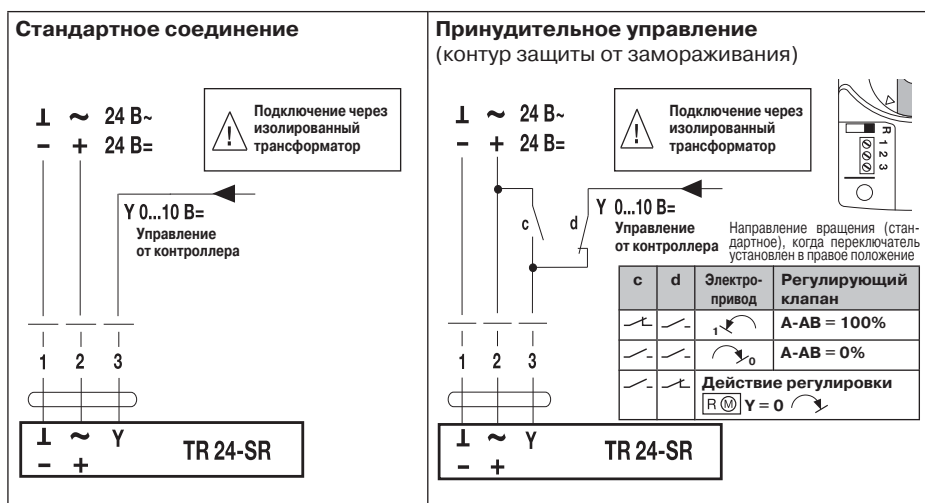 Стандартное соединение
⊥ ~ 24 В~
− + 24 В=
Подключение через
изолированный
трансформатор
Y 0...10 В=
Управление
от контроллера
1 2 3
⊥ ~ Y
− +
TR 24-SR
Принудительное управление
(контур защиты от замораживания)
⊥ ~ 24 В~
− + 24 В=
Подключение через
изолированный
трансформатор
R 1 2 3
c d
Y 0...10 В=
Управление
от контроллера
Направление вращения (стан-
дартное), когда переключатель
установлен в правое положение
c d Электро-
привод
Регулирующий
клапан
1 A-AB = 100%
0 A-AB = 0%
Действие регулировки
R M Y = 0
1 2 3
⊥ ~ Y
− +
TR 24-SR